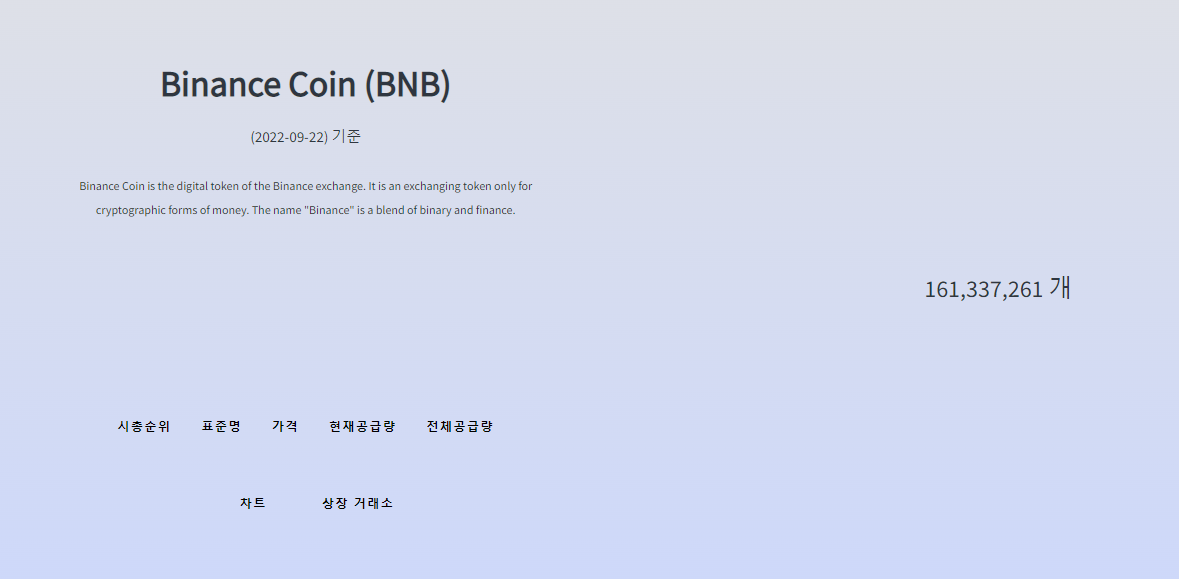 Binance Coin (BNB)
(2022-09-22) 기준
Binance Coin is the digital token of the Binance exchange. It is an exchanging token only for
cryptographic forms of money. The name "Binance" is a blend of binary and finance.
161,337,261 개
시총순위 표준명 가격 현재공급량 전체공급량
차트 상장 거래소